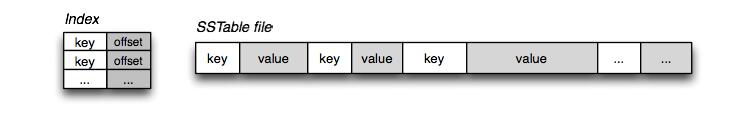 Index
key offset
key offset
... ...
SSTable file
key value key value key value ... ...